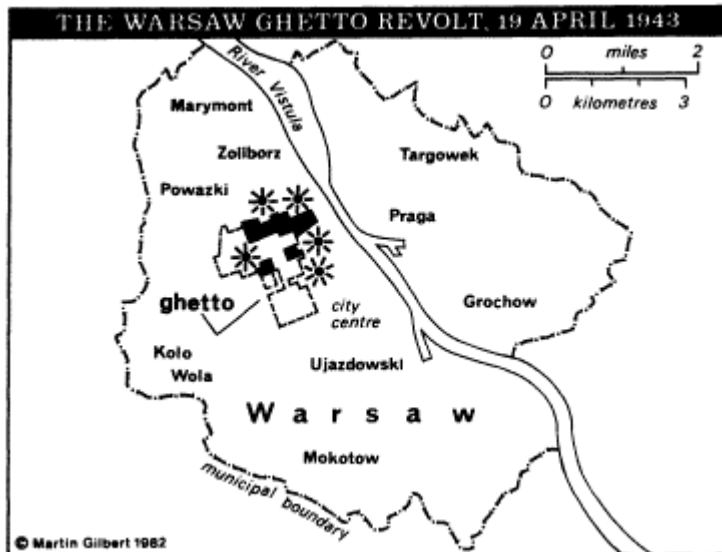 THE WARSAW GHETTO REVOLT, 19 APRIL 1943
0 miles 2
0 kilometres 3
River Vistula
Marymont
Zoliborz
Targowek
Powazki
Praga
ghetto
city
centre
Grochow
Kolo
Wola
Ujazdowski
Warsaw
Mokotow
municipal boundary
© Martin Gilbert 1982